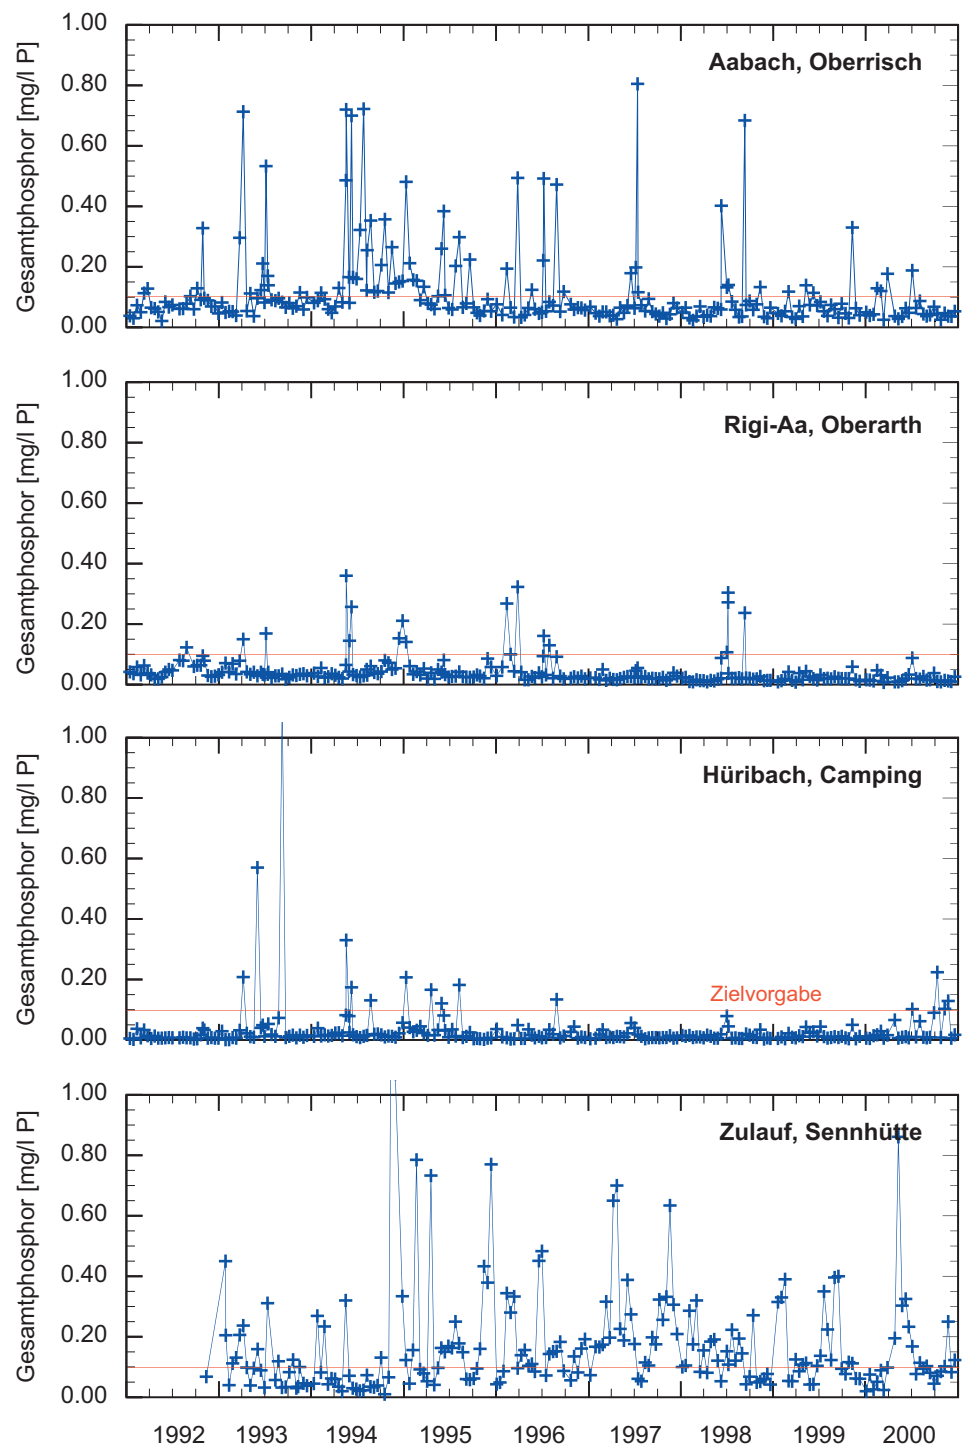 1.00
0.80
0.60
0.40
0.20
0.00
Gesamtphosphor [mg/l P]
Aabach, Oberrisch
1.00
0.80
0.60
0.40
0.20
0.00
Gesamtphosphor [mg/l P]
Rigi-Aa, Oberarth
1.00
0.80
0.60
0.40
0.20
0.00
Gesamtphosphor [mg/l P]
Hüribach, Camping
Zielvorgabe
1.00
0.80
0.60
0.40
0.20
0.00
Gesamtphosphor [mg/l P]
Zulauf, Sennhütte
1992 1993 1994 1995 1996 1997 1998 1999 2000